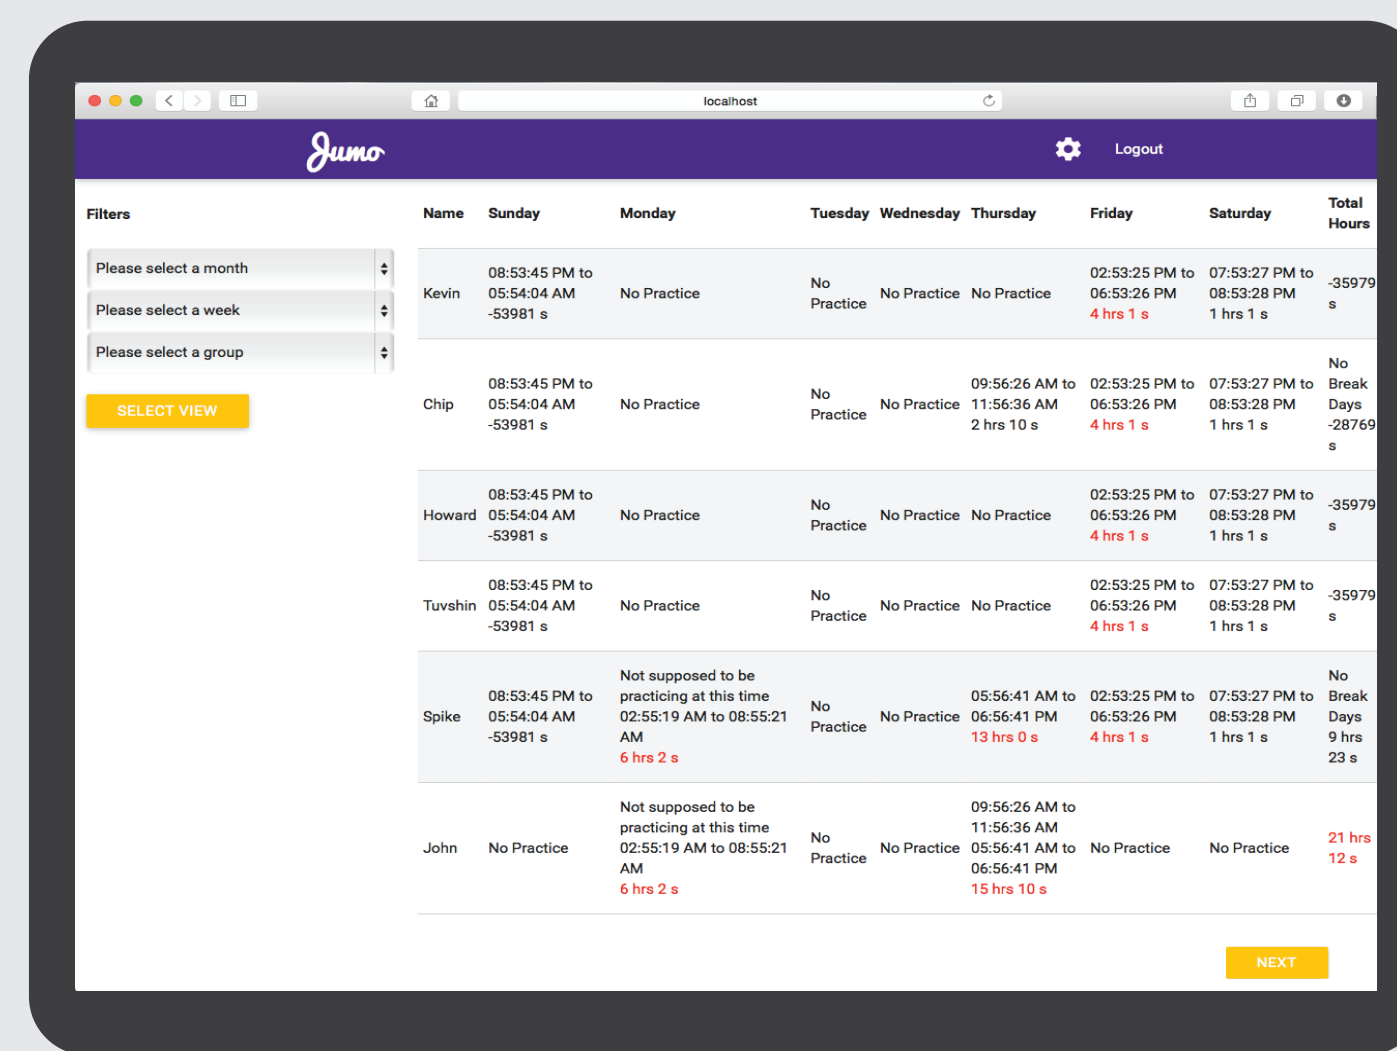 localhost
Jumo
Logout
Filters
Please select a month
Please select a week
Please select a group
SELECT VIEW
Name Sunday Monday Tuesday Wednesday Thursday Friday Saturday Total
Hours
Kevin
08:53:45 PM to
05:54:04 AM
-53981 s
No Practice
No
Practice
No Practice
No Practice
02:53:25 PM to
06:53:26 PM
4 hrs 1 s
07:53:27 PM to
08:53:28 PM
1 hrs 1 s
-35979
s
Chip
08:53:45 PM to
05:54:04 AM
-53981 s
No Practice
No
Practice
No Practice
09:56:26 AM to
11:56:36 AM
2 hrs 10 s
02:53:25 PM to
06:53:26 PM
4 hrs 1 s
07:53:27 PM to
08:53:28 PM
1 hrs 1 s
No
Break
Days
-28769
s
Howard
08:53:45 PM to
05:54:04 AM
-53981 s
No Practice
No
Practice
No Practice
No Practice
02:53:25 PM to
06:53:26 PM
4 hrs 1 s
07:53:27 PM to
08:53:28 PM
1 hrs 1 s
-35979
s
Tuvshin
08:53:45 PM to
05:54:04 AM
-53981 s
No Practice
No
Practice
No Practice
No Practice
02:53:25 PM to
06:53:26 PM
4 hrs 1 s
07:53:27 PM to
08:53:28 PM
1 hrs 1 s
-35979
s
Spike
08:53:45 PM to
05:54:04 AM
-53981 s
Not supposed to be
practicing at this time
02:55:19 AM to 08:55:21
AM
6 hrs 2 s
No
Practice
No Practice
05:56:41 AM to
06:56:41 PM
13 hrs 0 s
02:53:25 PM to
06:53:26 PM
4 hrs 1 s
07:53:27 PM to
08:53:28 PM
1 hrs 1 s
No
Break
Days
9 hrs
23 s
John
No Practice
Not supposed to be
practicing at this time
02:55:19 AM to 08:55:21
AM
6 hrs 2 s
No
Practice
No Practice
09:56:26 AM to
11:56:36 AM
05:56:41 AM to
06:56:41 PM
15 hrs 10 s
No Practice
No Practice
21 hrs
12 s
NEXT